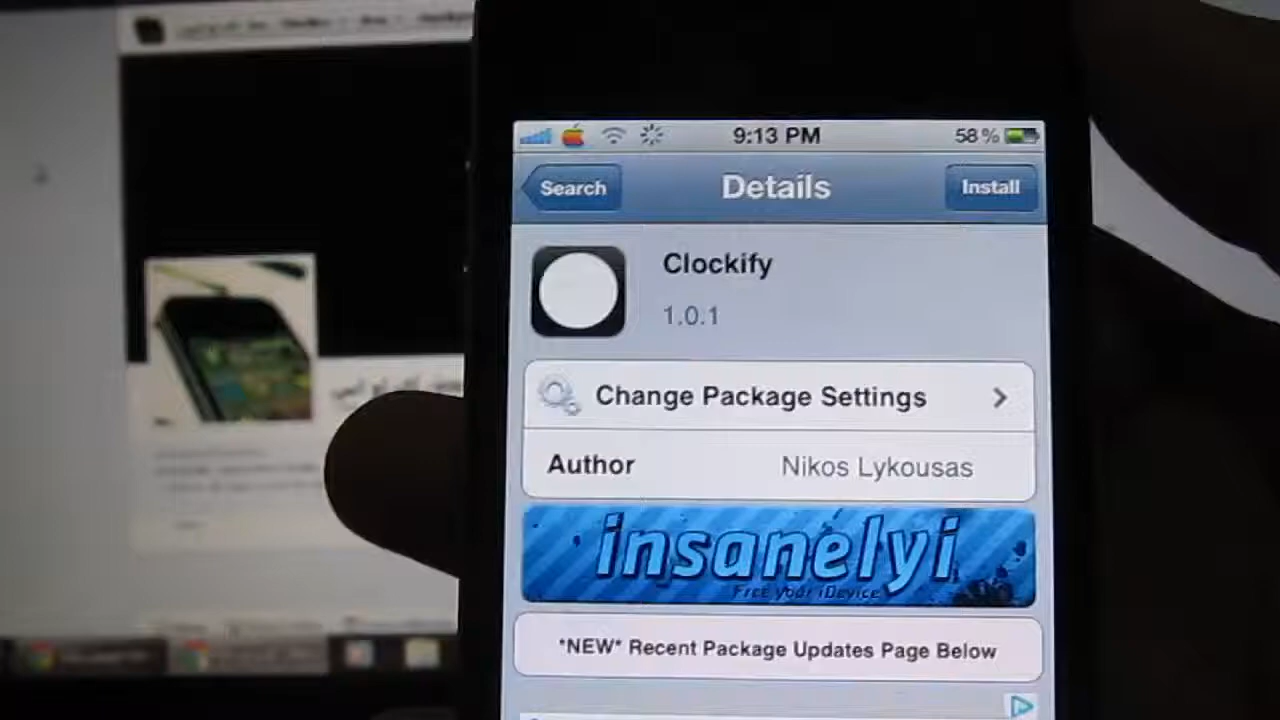 9:13 PM
58%
Search
Details
Install
Clockify
1.0.1
Change Package Settings
Author
Nikos Lykousas
insanelyi
Free your iDevice
*NEW* Recent Package Updates Page Below